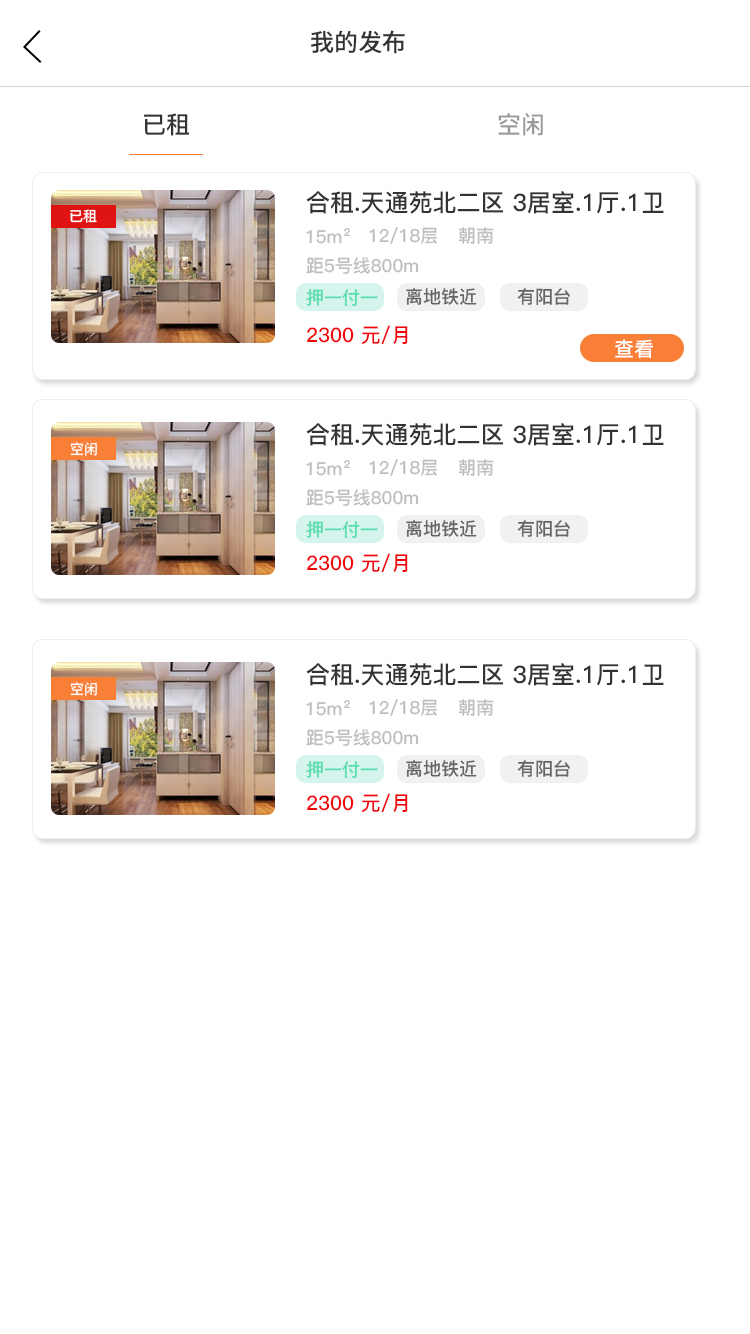 我的发布
已租 空闲
已租
合租.天通苑北二区 3居室.1厅.1卫
15m² 12/18层 朝南
距5号线800m
押一付一 离地铁近 有阳台
2300 元/月
查看
空闲
合租.天通苑北二区 3居室.1厅.1卫
15m² 12/18层 朝南
距5号线800m
押一付一 离地铁近 有阳台
2300 元/月
空闲
合租.天通苑北二区 3居室.1厅.1卫
15m² 12/18层 朝南
距5号线800m
押一付一 离地铁近 有阳台
2300 元/月